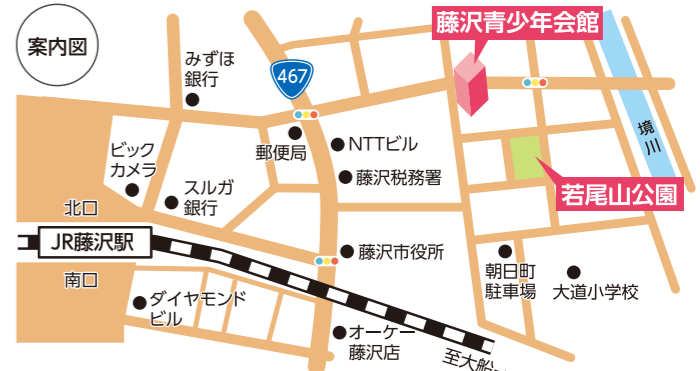 案内図
みずほ
銀行
467
藤沢青少年会館
境川
郵便局
NTTビル
藤沢税務署
ビック
カメラ
スルガ
銀行
若尾山公園
北口
JR藤沢駅
南口
藤沢市役所
朝日町
駐車場
大道小学校
ダイヤモンド
ビル
オーケー
藤沢店
至大船